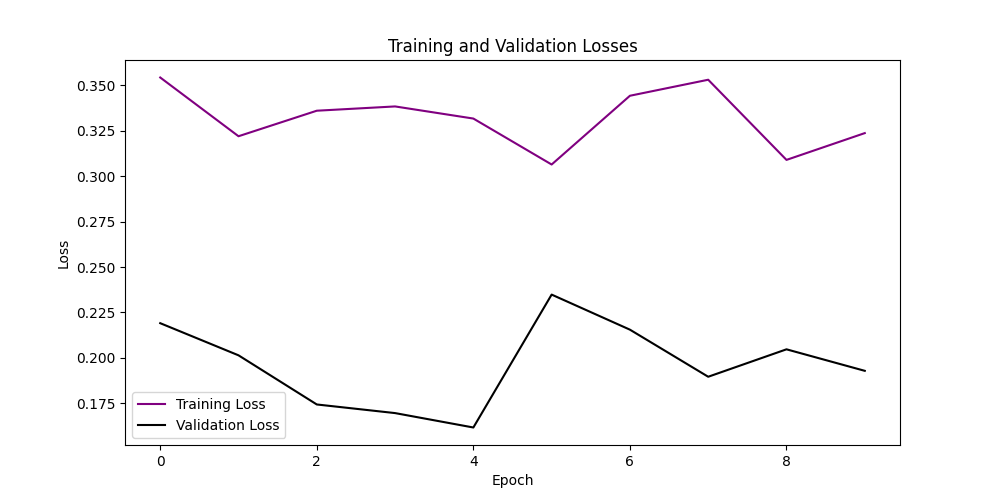 Training and Validation Losses
0.350
0.325
0.300
0.275
0.250
0.225
0.200
0.175
Loss
Training Loss
Validation Loss
0 2 4 6 8
Epoch